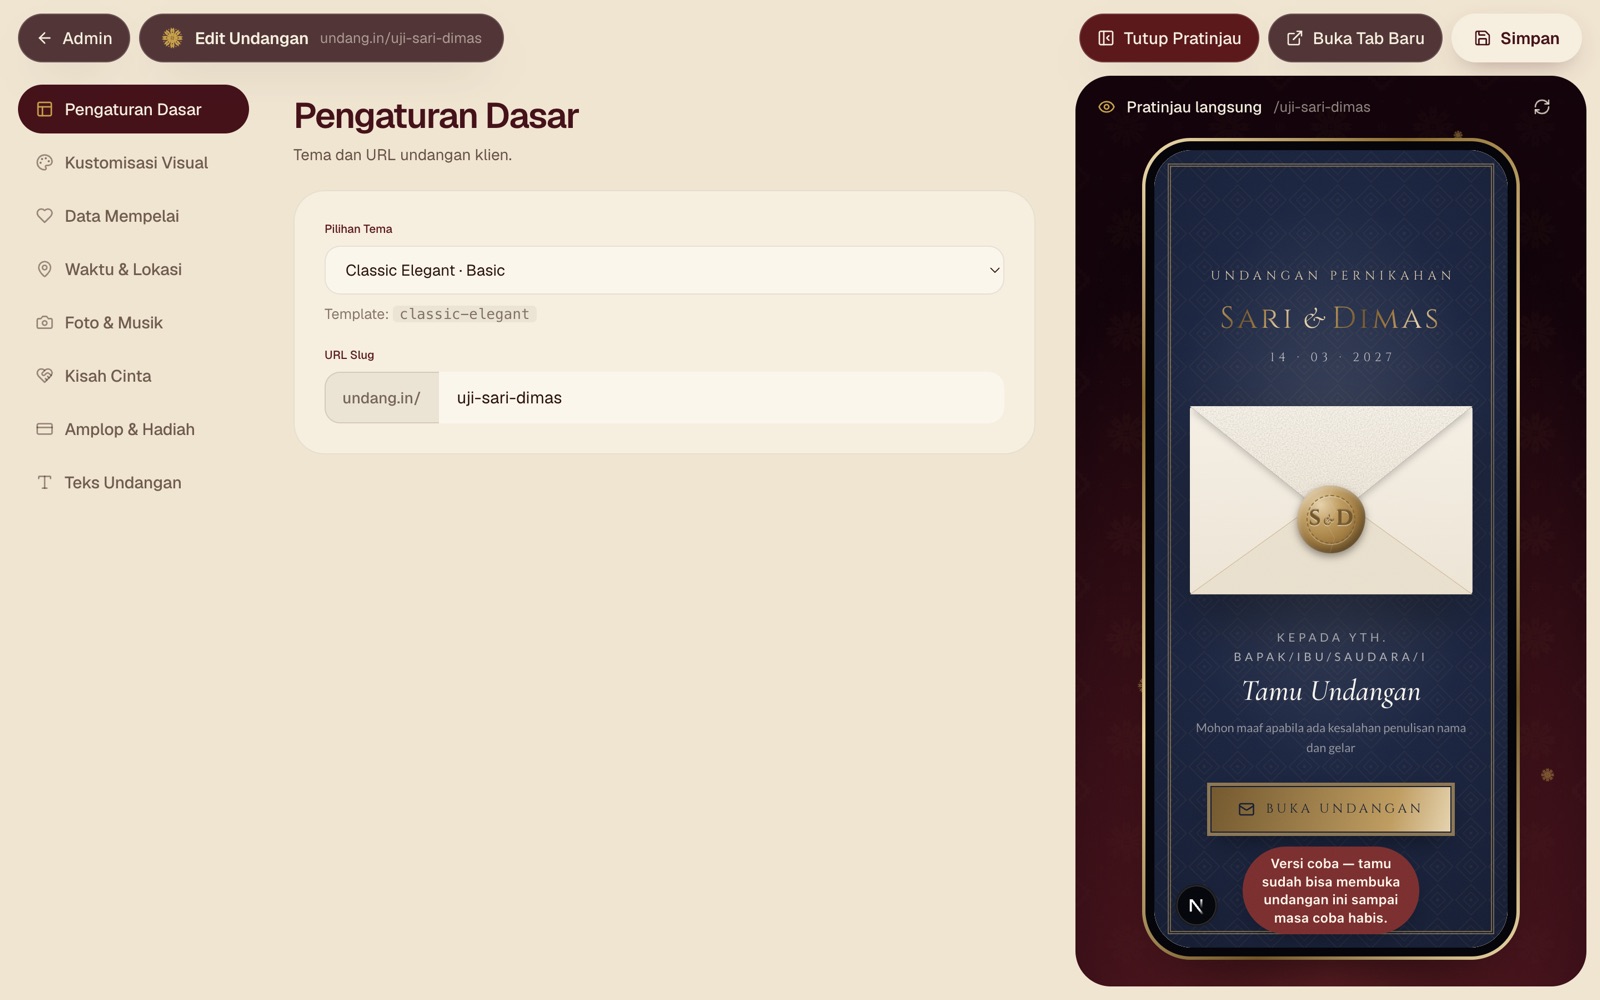 Admin
Edit Undangan undang.in/uji-sari-dimas
Tutup Pratinjau
Buka Tab Baru
Simpan
Pengaturan Dasar
Kustomisasi Visual
Data Mempelai
Waktu & Lokasi
Foto & Musik
Kisah Cinta
Amplop & Hadiah
Teks Undangan
Pengaturan Dasar
Tema dan URL undangan klien.
Pilihan Tema
Classic Elegant · Basic
Template: classic-elegant
URL Slug
undang.in/ uji-sari-dimas
Pratinjau langsung /uji-sari-dimas
UNDANGAN PERNIKAHAN
SARI & DIMAS
14 · 03 · 2027
S&D
KEPADA YTH.
BAPAK/IBU/SAUDARA/I
Tamu Undangan
Mohon maaf apabila ada kesalahan penulisan nama
dan gelar
BUKA UNDANGAN
Versi coba — tamu
sudah bisa membuka
undangan ini sampai
masa coba habis.
N